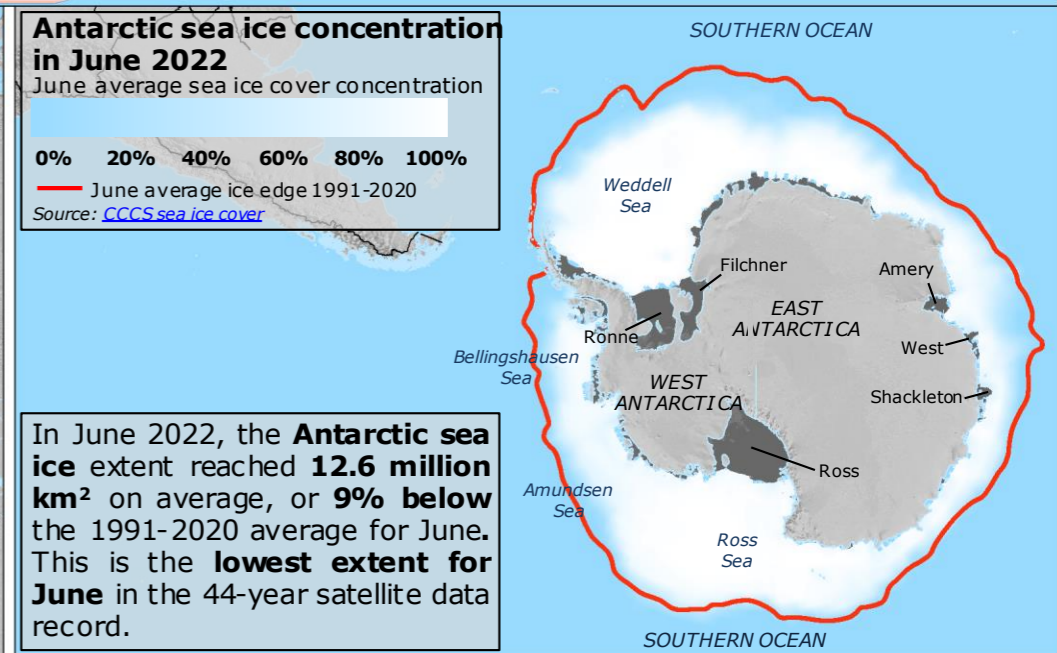 Antarctic sea ice concentration
in June 2022
June average sea ice cover concentration
0% 20% 40% 60% 80% 100%
June average ice edge 1991-2020
Source: CCCS sea ice cover
SOUTHERN OCEAN
Weddell
Sea
Filchner
Amery
EAST
ANTARCTICA
Ronne
West
Bellingshausen
Sea
WEST
ANTARCTICA
Shackleton
Ross
Amundsen
Sea
Ross
Sea
SOUTHERN OCEAN
In June 2022, the Antarctic sea
ice extent reached 12.6 million
km² on average, or 9% below
the 1991-2020 average for June.
This is the lowest extent for
June in the 44-year satellite data
record.